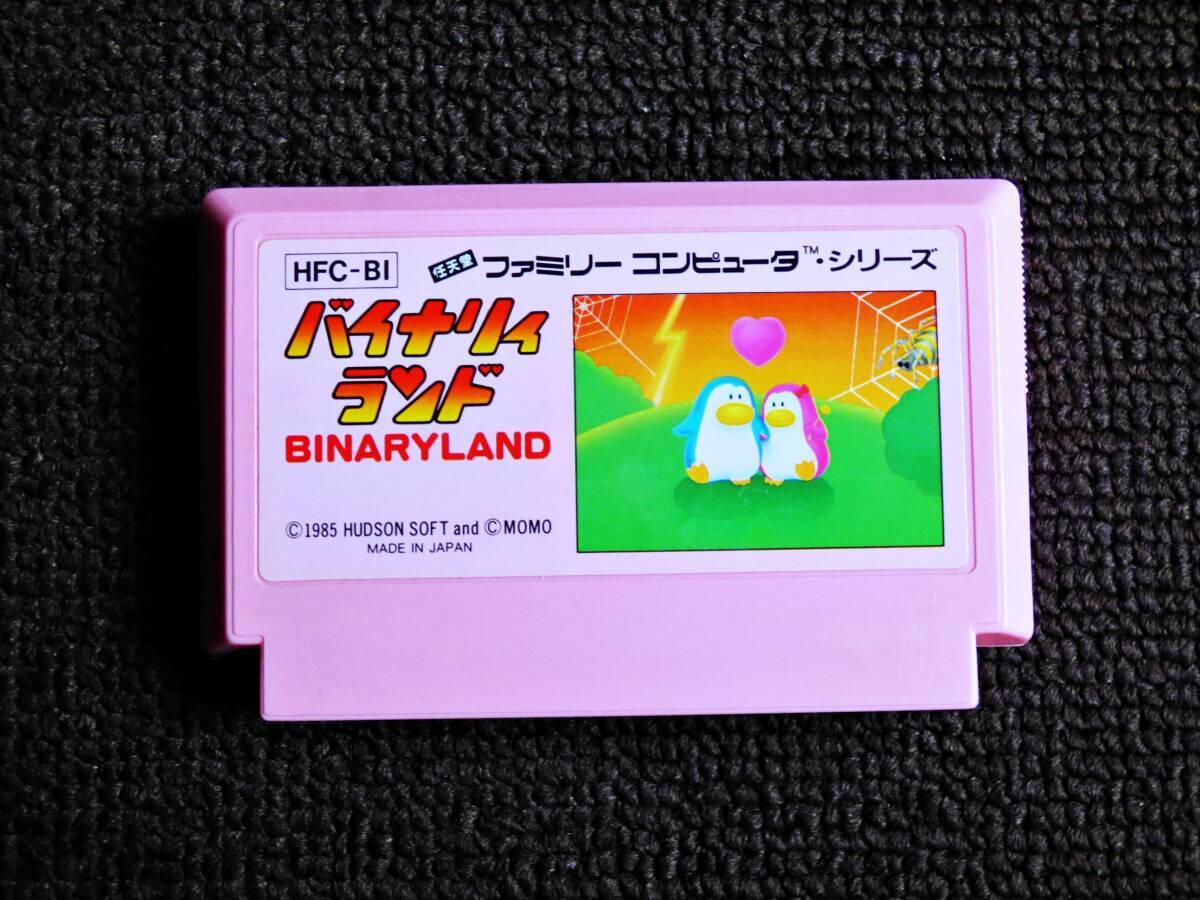 HFC-BI
任天堂 ファミリー コンピュータ™・シリーズ
バイナリィ
ランド
BINARYLAND
©1985 HUDSON SOFT and ©MOMO
MADE IN JAPAN